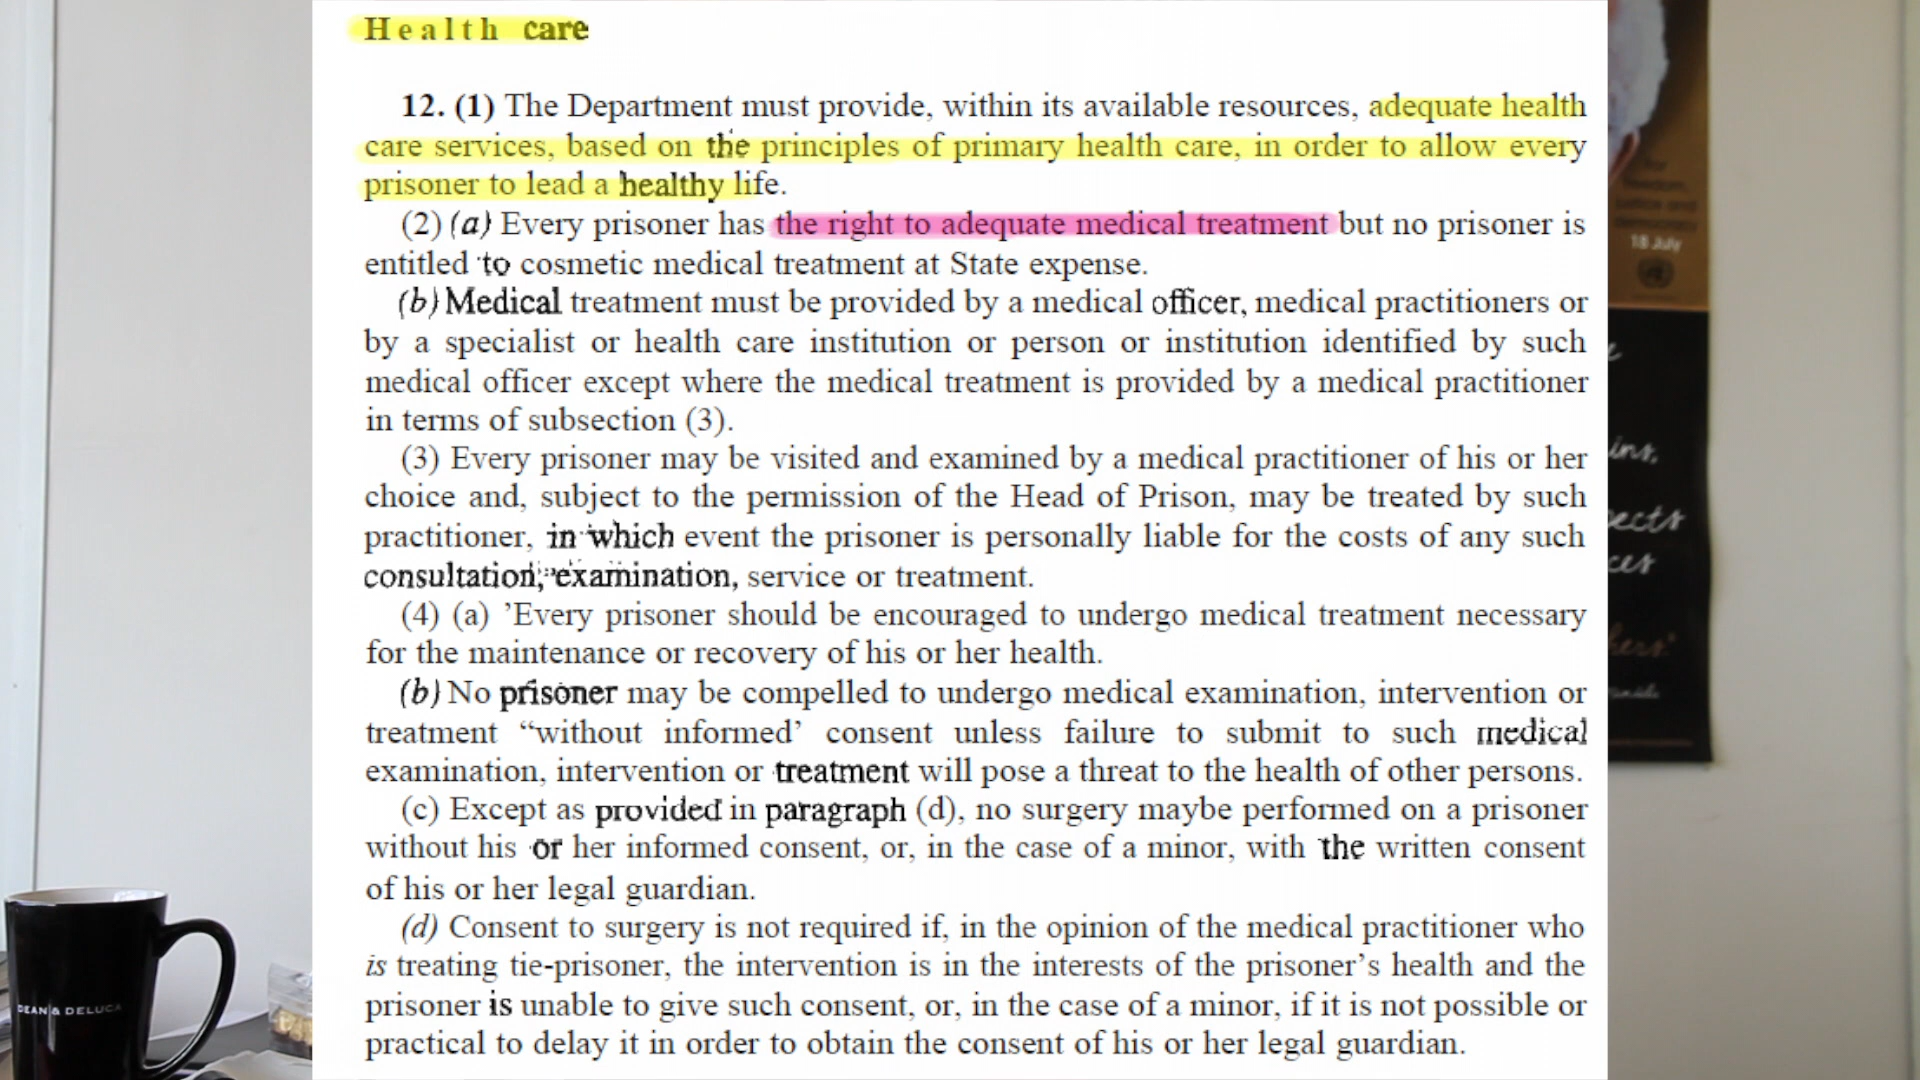 Health care
12. (1) The Department must provide, within its available resources, adequate health
care services, based on the principles of primary health care, in order to allow every
prisoner to lead a healthy life.
(2) (a) Every prisoner has the right to adequate medical treatment but no prisoner is
entitled to cosmetic medical treatment at State expense.
(b) Medical treatment must be provided by a medical officer, medical practitioners or
by a specialist or health care institution or person or institution identified by such
medical officer except where the medical treatment is provided by a medical practitioner
in terms of subsection (3).
(3) Every prisoner may be visited and examined by a medical practitioner of his or her
choice and, subject to the permission of the Head of Prison, may be treated by such
practitioner, in which event the prisoner is personally liable for the costs of any such
consultation, examination, service or treatment.
(4) (a) ’Every prisoner should be encouraged to undergo medical treatment necessary
for the maintenance or recovery of his or her health.
(b) No prisoner may be compelled to undergo medical examination, intervention or
treatment “without informed’ consent unless failure to submit to such medical
examination, intervention or treatment will pose a threat to the health of other persons.
(c) Except as provided in paragraph (d), no surgery maybe performed on a prisoner
without his or her informed consent, or, in the case of a minor, with the written consent
of his or her legal guardian.
(d) Consent to surgery is not required if, in the opinion of the medical practitioner who
is treating tie-prisoner, the intervention is in the interests of the prisoner’s health and the
prisoner is unable to give such consent, or, in the case of a minor, if it is not possible or
practical to delay it in order to obtain the consent of his or her legal guardian.
DEAN & DELUCA
18 July